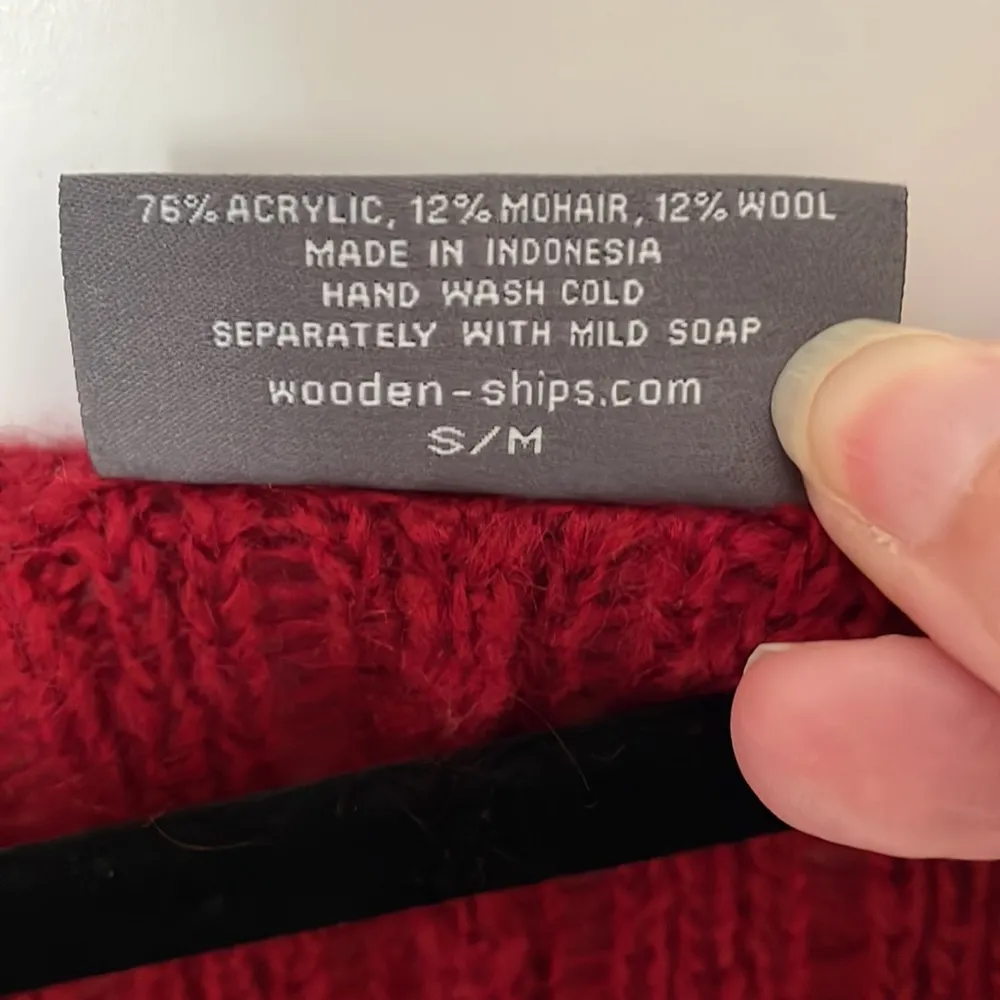 76% ACRYLIC, 12% MOHAIR, 12% WOOL
MADE IN INDONESIA
HAND WASH COLD
SEPARATELY WITH MILD SOAP
wooden-ships.com
S/M